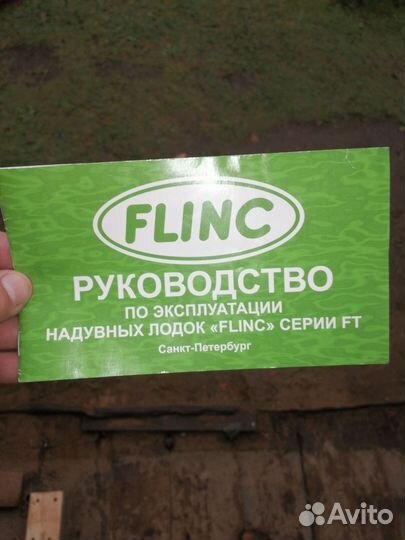 FLINC
РУКОВОДСТВО
ПО ЭКСПЛУАТАЦИИ
НАДУВНЫХ ЛОДОК «FLINC» СЕРИИ FT
Санкт-Петербург
Avito